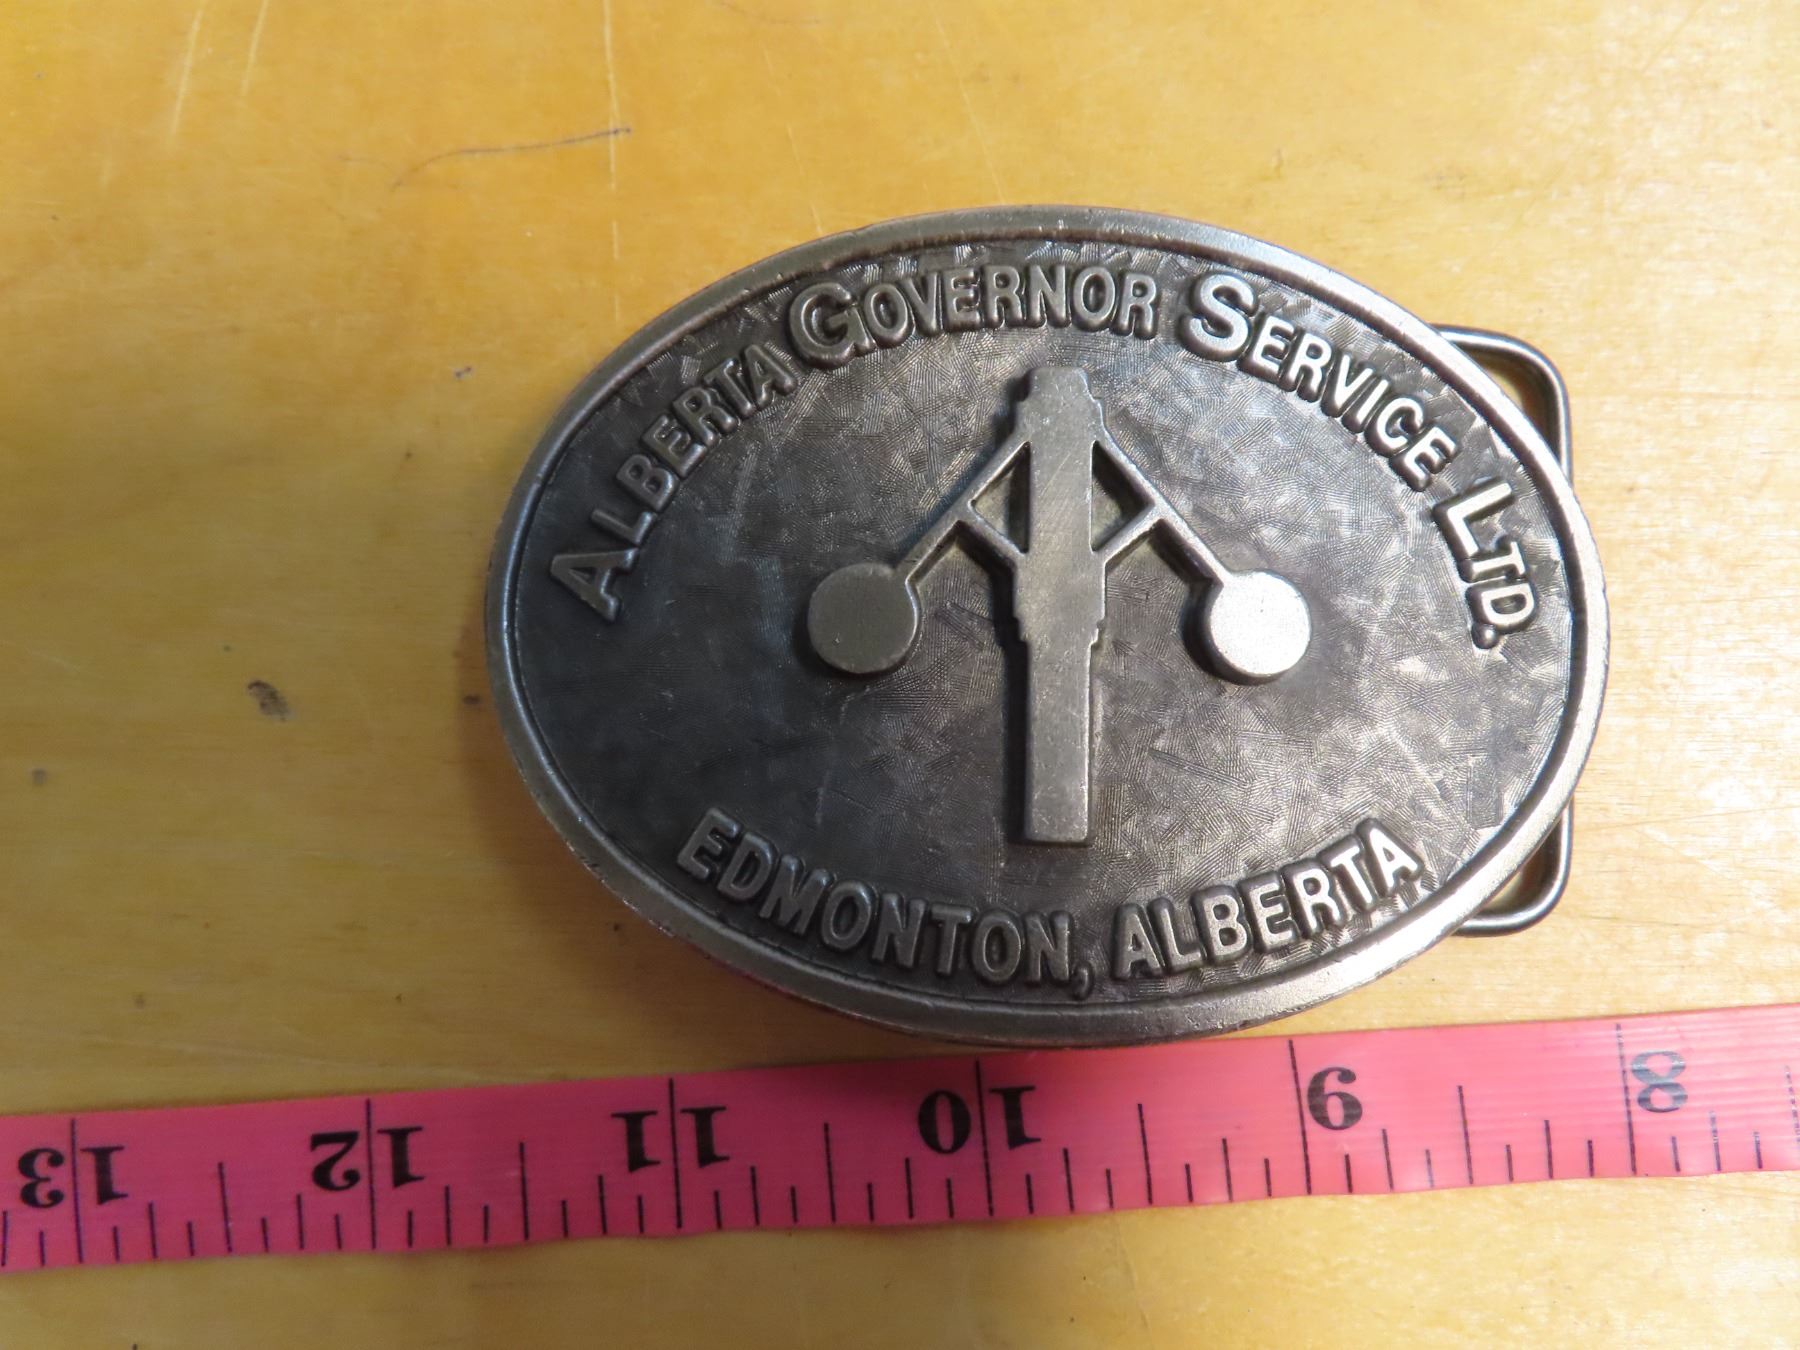 ALBERTA GOVERNOR SERVICE LTD.
EDMONTON, ALBERTA
13 12 11 10 9 8